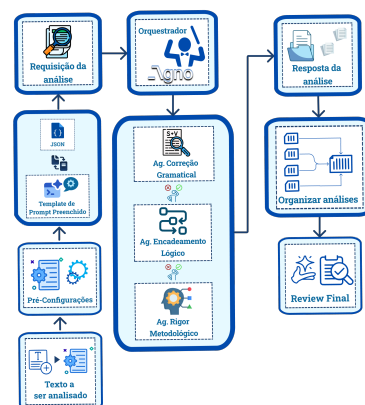 Requisição da
análise
Orquestrador
Agno
Resposta da
análise
{ }
JSON
Template de
Prompt Preenchido
S+V
Ag. Correção
Gramatical
Ag. Encadeamento
Lógico
Ag. Rigor
Metodológico
Organizar análises
Pré-Configurações
Review Final
T
Texto a
ser analisado